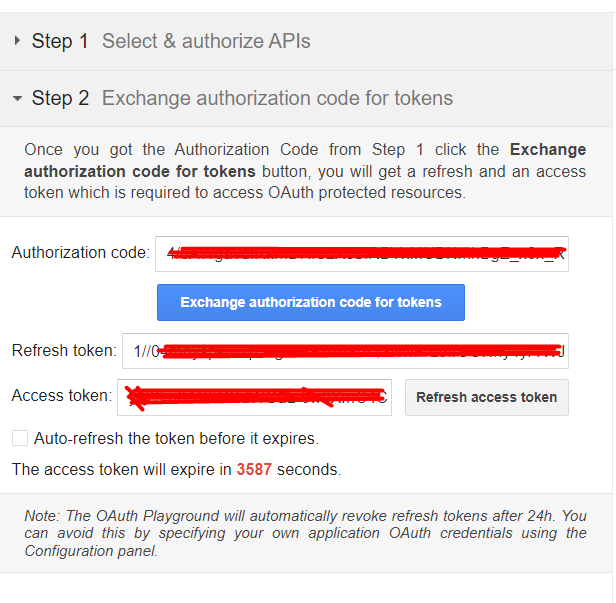 Step 1 Select & authorize APIs
Step 2 Exchange authorization code for tokens
Once you got the Authorization Code from Step 1 click the Exchange
authorization code for tokens button, you will get a refresh and an access
token which is required to access OAuth protected resources.
Authorization code:
Exchange authorization code for tokens
Refresh token: 1//0
Access token: Refresh access token
Auto-refresh the token before it expires.
The access token will expire in 3587 seconds.
Note: The OAuth Playground will automatically revoke refresh tokens after 24h. You
can avoid this by specifying your own application OAuth credentials using the
Configuration panel.